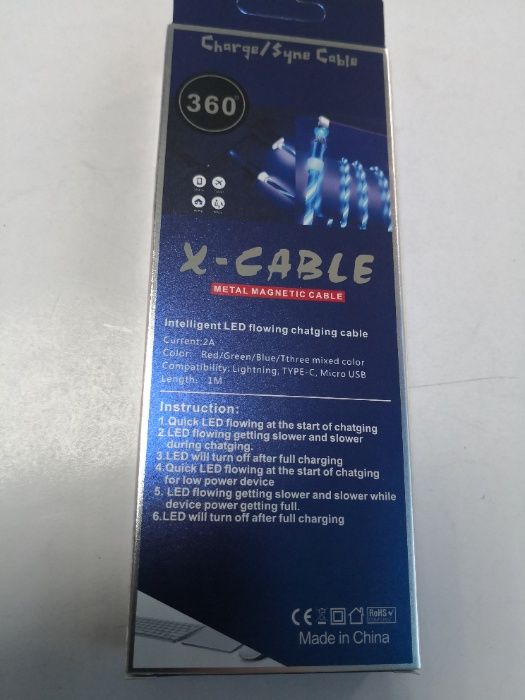 Charge/Syne Cable
360°
X-CABLE
METAL MAGNETIC CABLE
Intelligent LED flowing chatging cable
Current:2A
Color: Red/Green/Blue/Tthree mixed color
Compatibility: Lightning, TYPE-C, Micro USB
Length: 1M
Instruction:
1.Quick LED flowing at the start of chatging
2.LED flowing getting slower and slower
during chatging.
3.LED will turn off after full charging
4.Quick LED flowing at the start of chatging
for low power device
5. LED flowing getting slower and slower while
device power getting full.
6.LED will turn off after full charging
CE
RoHS
Made in China